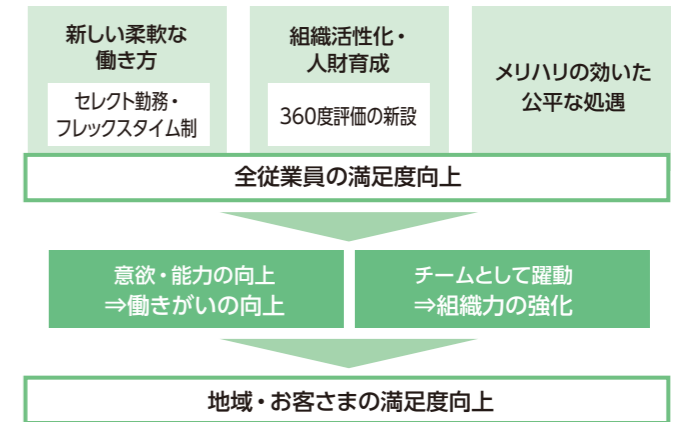 新しい柔軟な
働き方
セレクト勤務・
フレックスタイム制
組織活性化・
人財育成
360度評価の新設
メリハリの効いた
公平な処遇
全従業員の満足度向上
意欲・能力の向上
⇒働きがいの向上
チームとして躍動
⇒組織力の強化
地域・お客さまの満足度向上